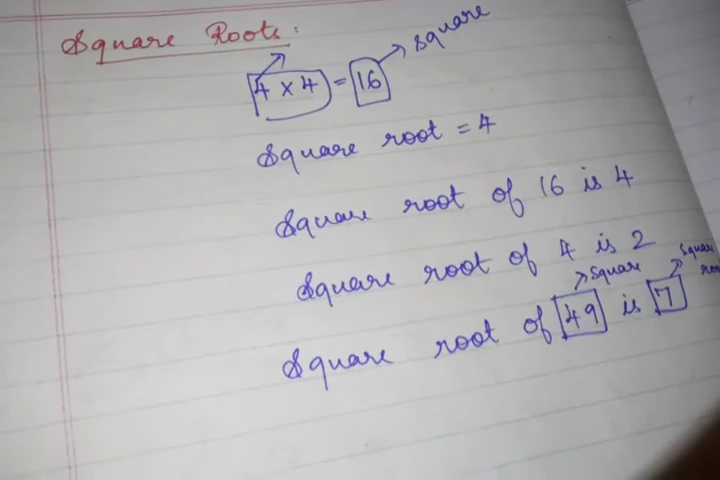 Square Roots:
4 x 4 = 16 → square
Square root = 4
Square root of 16 is 4
Square root of 4 is 2
→ square → square
Square root of 49 is 7